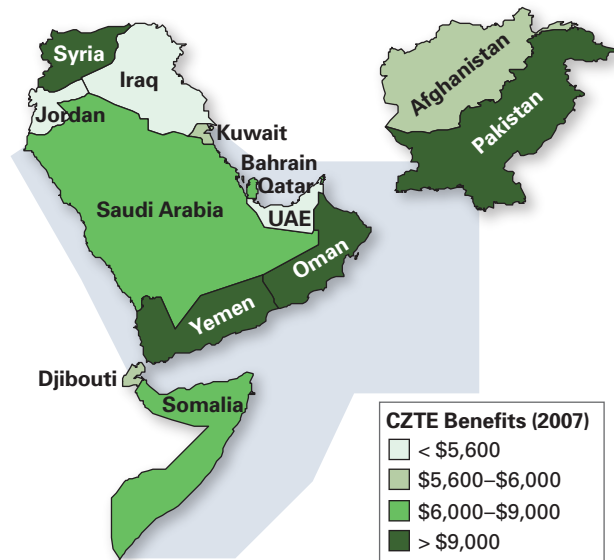 Syria
Iraq
Afghanistan
Jordan
Kuwait
Pakistan
Bahrain
Qatar
Saudi Arabia
UAE
Oman
Yemen
Djibouti
Somalia
CZTE Benefits (2007)
< $5,600
$5,600–$6,000
$6,000–$9,000
> $9,000